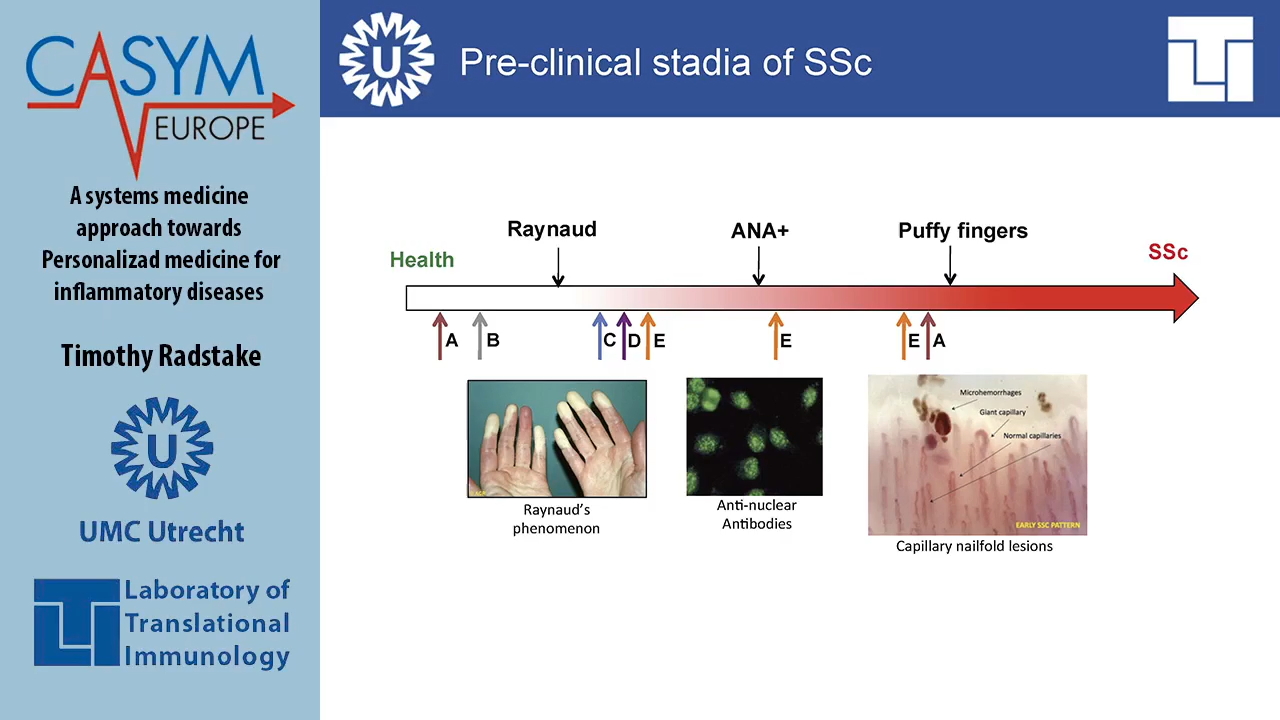 CASYM
EUROPE
A systems medicine
approach towards
Personalizad medicine for
inflammatory diseases
Timothy Radstake
U
UMC Utrecht
LTI
Laboratory of
Translational
Immunology
U
Pre-clinical stadia of SSc
LTI
Raynaud
ANA+
Puffy fingers
Health
SSc
A
B
C
D
E
E
E
A
Microhemorrhages
Giant capillary
Normal capillaries
EARLY SSC PATTERN
Raynaud's
phenomenon
Anti-nuclear
Antibodies
Capillary nailfold lesions